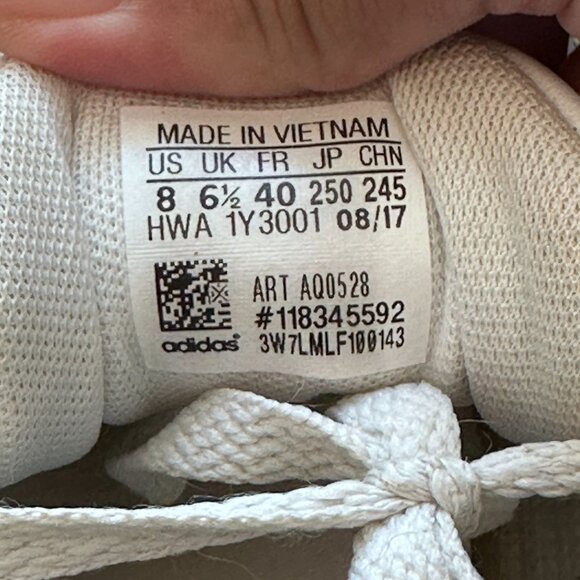 MADE IN VIETNAM
US UK FR JP CHN
8 6½ 40 250 245
HWA 1Y3001 08/17
ART AQ0528
#118345592
adidas 3W7LMLF100143